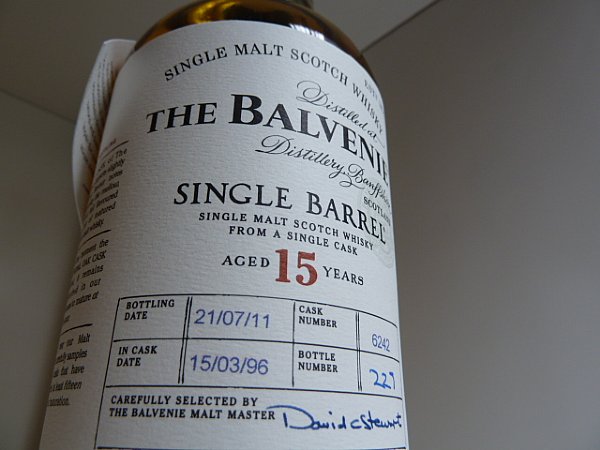 SINGLE MALT SCOTCH WHISKY
Distilled at
THE BALVENIE
Distillery, Banffshire
SCOTLAND
SINGLE BARREL
SINGLE MALT SCOTCH WHISKY
FROM A SINGLE CASK
AGED 15 YEARS
BOTTLING DATE 21/07/11 CASK NUMBER 6242
IN CASK DATE 15/03/96 BOTTLE NUMBER 227
CAREFULLY SELECTED BY
THE BALVENIE MALT MASTER David C Stewart